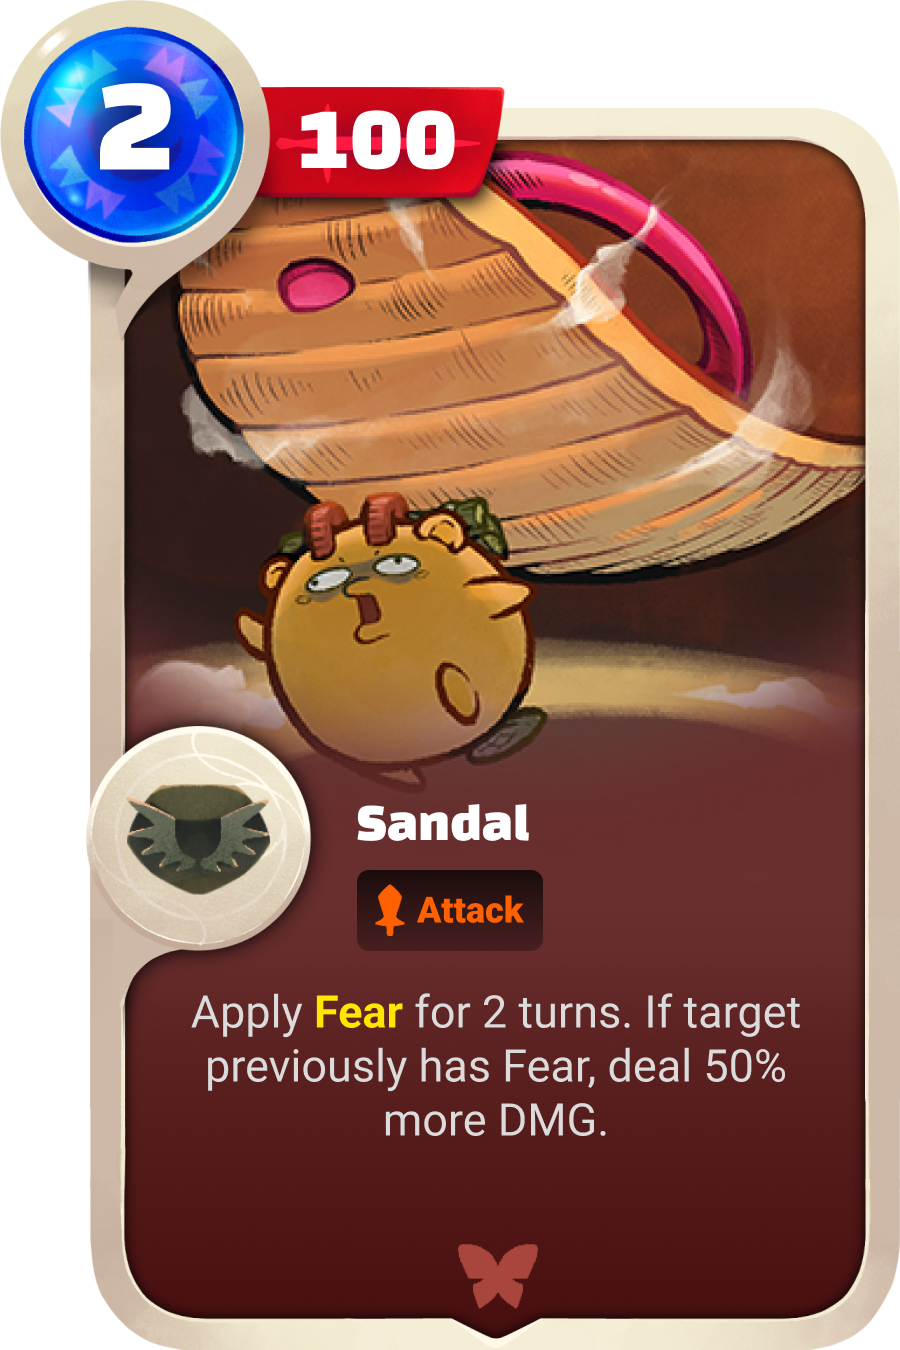 2
100
Sandal
Attack
Apply Fear for 2 turns. If target
previously has Fear, deal 50%
more DMG.